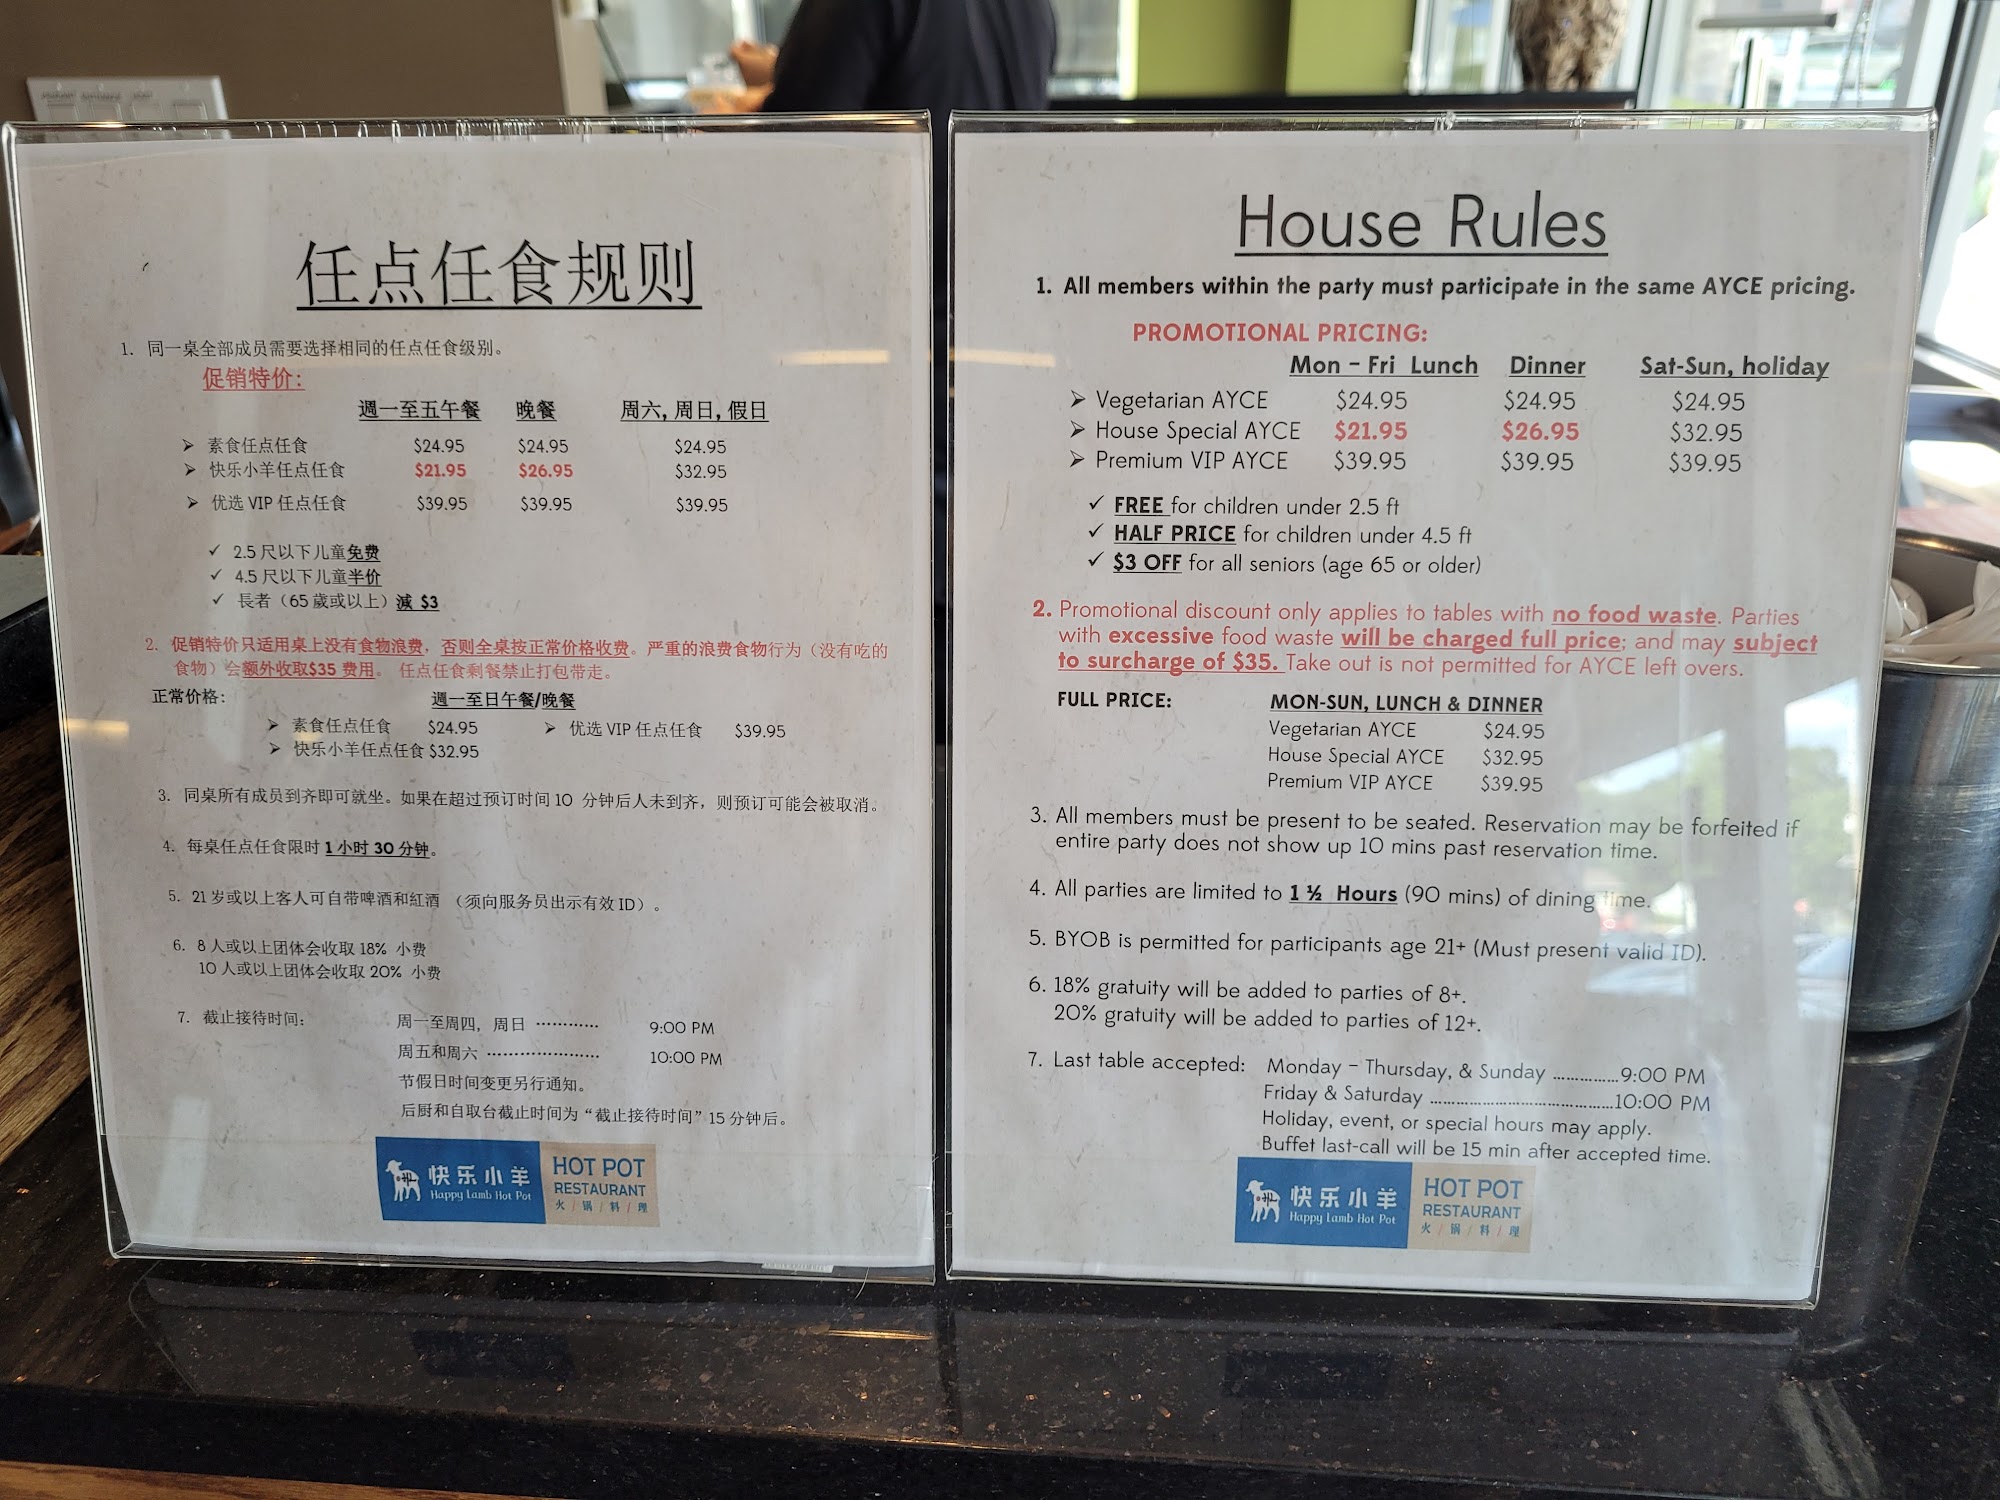 任点任食规则
1. 同一桌全部成员需要选择相同的任点任食级别。
促销特价:
週一至五午餐 晚餐 周六, 周日, 假日
➢ 素食任点任食 $24.95 $24.95 $24.95
➢ 快乐小羊任点任食 $21.95 $26.95 $32.95
➢ 优选 VIP 任点任食 $39.95 $39.95 $39.95
✓ 2.5 尺以下儿童免费
✓ 4.5 尺以下儿童半价
✓ 長者（65 歲或以上）減 $3
2. 促销特价只适用桌上没有食物浪费，否则全桌按正常价格收费。严重的浪费食物行为（没有吃的
食物）会额外收取$35 费用。 任点任食剩餐禁止打包带走。
正常价格: 週一至日午餐/晚餐
➢ 素食任点任食 $24.95 ➢ 优选 VIP 任点任食 $39.95
➢ 快乐小羊任点任食 $32.95
3. 同桌所有成员到齐即可就坐。如果在超过预订时间 10 分钟后人未到齐，则预订可能会被取消。
4. 每桌任点任食限时 1 小时 30 分钟。
5. 21 岁或以上客人可自带啤酒和紅酒 （须向服务员出示有效 ID）。
6. 8 人或以上团体会收取 18% 小费
10 人或以上团体会收取 20% 小费
7. 截止接待时间: 周一至周四，周日 ············ 9:00 PM
周五和周六 ······················ 10:00 PM
节假日时间变更另行通知。
后厨和自取台截止时间为“截止接待时间”15 分钟后。
快乐小羊 HOT POT
Happy Lamb Hot Pot RESTAURANT
火 / 锅 / 料 / 理
House Rules
1. All members within the party must participate in the same AYCE pricing.
PROMOTIONAL PRICING:
Mon – Fri Lunch Dinner Sat-Sun, holiday
➢ Vegetarian AYCE $24.95 $24.95 $24.95
➢ House Special AYCE $21.95 $26.95 $32.95
➢ Premium VIP AYCE $39.95 $39.95 $39.95
✓ FREE for children under 2.5 ft
✓ HALF PRICE for children under 4.5 ft
✓ $3 OFF for all seniors (age 65 or older)
2. Promotional discount only applies to tables with no food waste. Parties
with excessive food waste will be charged full price; and may subject
to surcharge of $35. Take out is not permitted for AYCE left overs.
FULL PRICE: MON-SUN, LUNCH & DINNER
Vegetarian AYCE $24.95
House Special AYCE $32.95
Premium VIP AYCE $39.95
3. All members must be present to be seated. Reservation may be forfeited if
entire party does not show up 10 mins past reservation time.
4. All parties are limited to 1 ½ Hours (90 mins) of dining time.
5. BYOB is permitted for participants age 21+ (Must present valid ID).
6. 18% gratuity will be added to parties of 8+.
20% gratuity will be added to parties of 12+.
7. Last table accepted: Monday – Thursday, & Sunday ................9:00 PM
Friday & Saturday ..........................................10:00 PM
Holiday, event, or special hours may apply.
Buffet last-call will be 15 min after accepted time.
快乐小羊 HOT POT
Happy Lamb Hot Pot RESTAURANT
火 / 锅 / 料 / 理